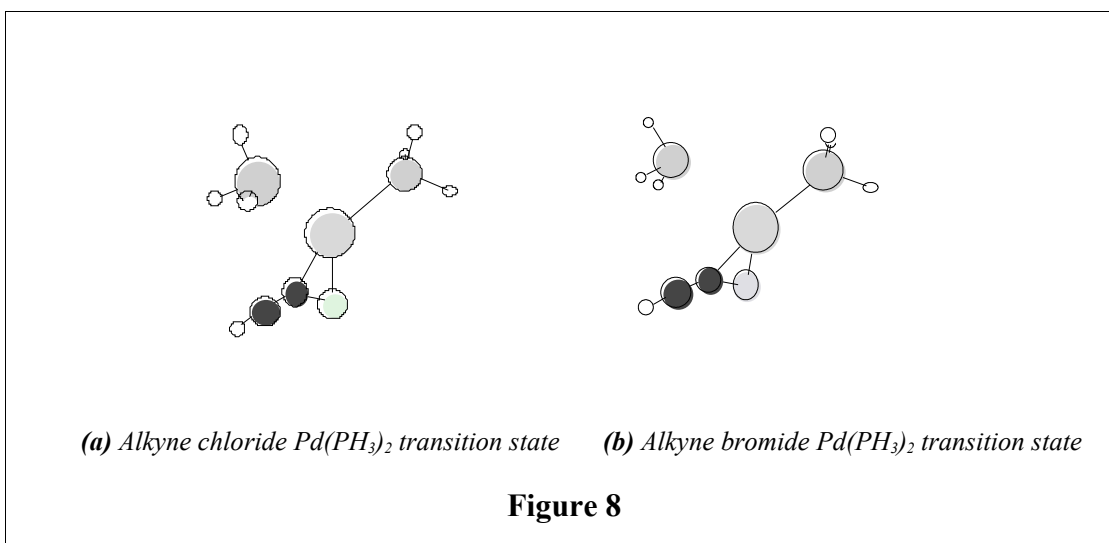 (a) Alkyne chloride Pd(PH₃)₂ transition state
(b) Alkyne bromide Pd(PH₃)₂ transition state
Figure 8